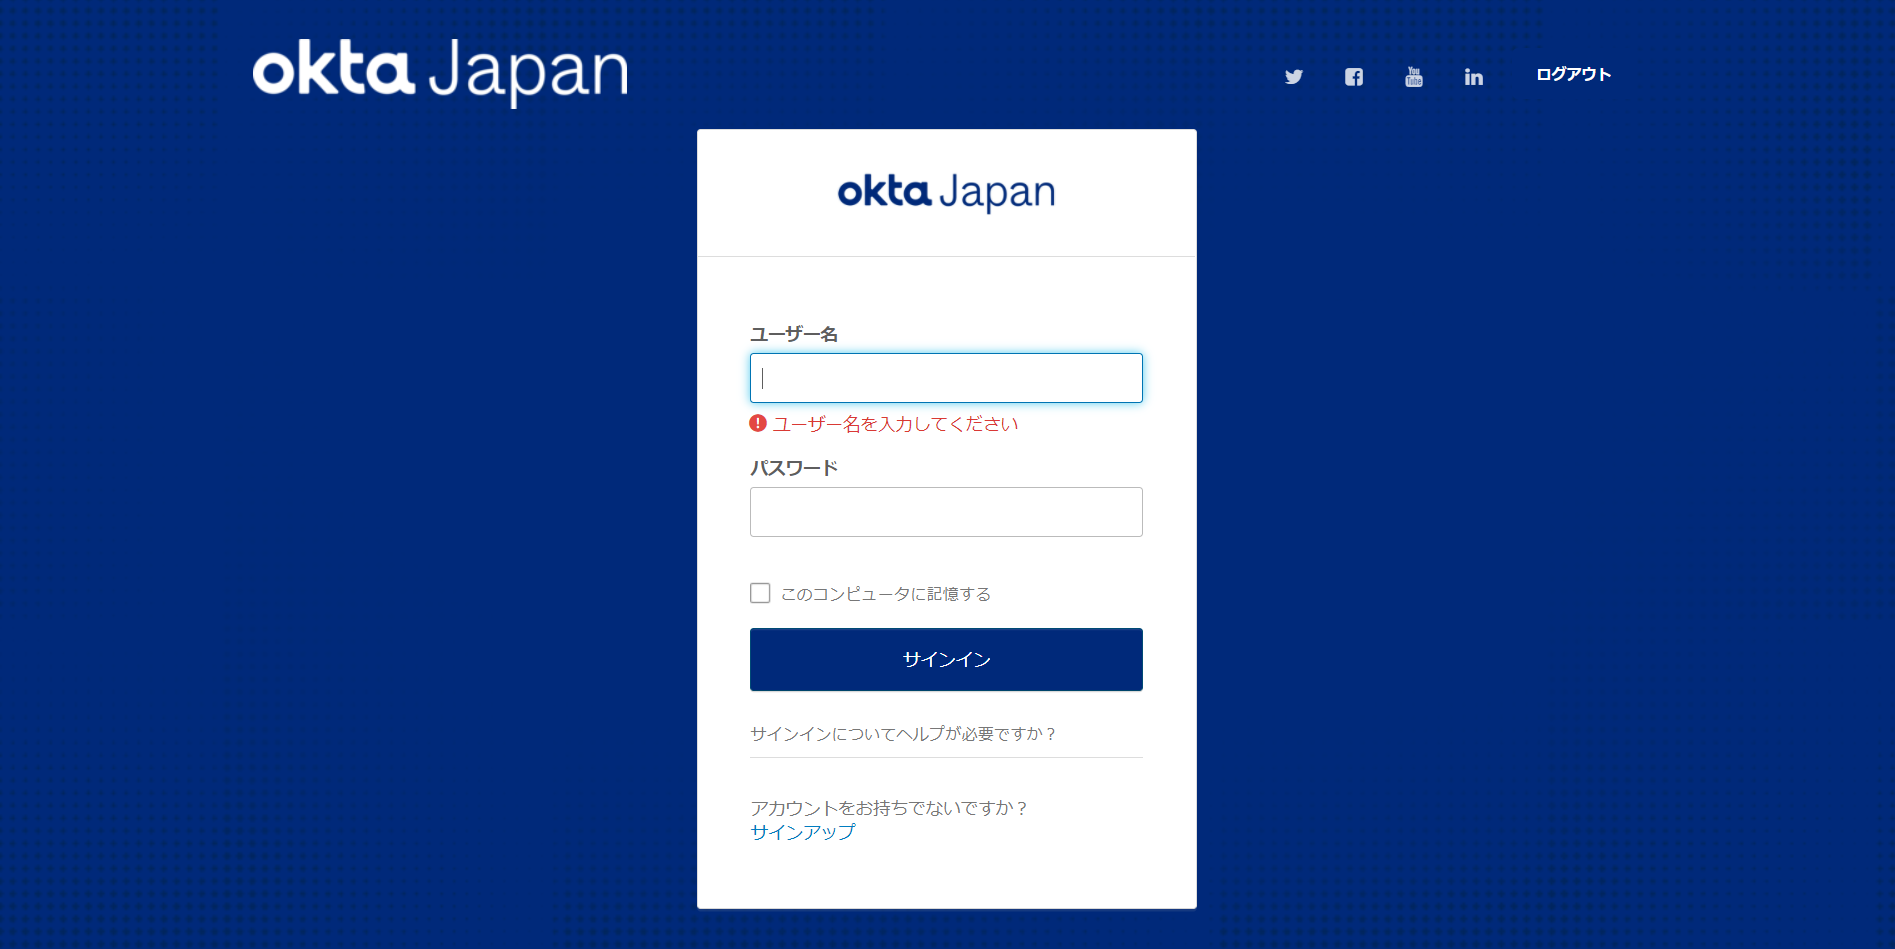 okta Japan
You
Tube
ログアウト
okta Japan
ユーザー名
ユーザー名を入力してください
パスワード
このコンピュータに記憶する
サインイン
サインインについてヘルプが必要ですか？
アカウントをお持ちでないですか？
サインアップ